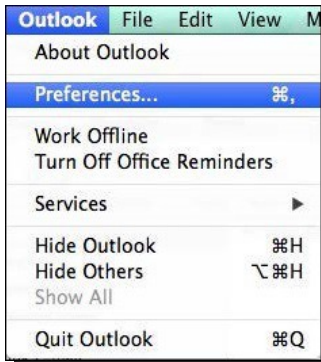 Outlook File Edit View M
About Outlook
Preferences... ⌘,
Work Offline
Turn Off Office Reminders
Services ▶
Hide Outlook ⌘H
Hide Others ⌥⌘H
Show All
Quit Outlook ⌘Q